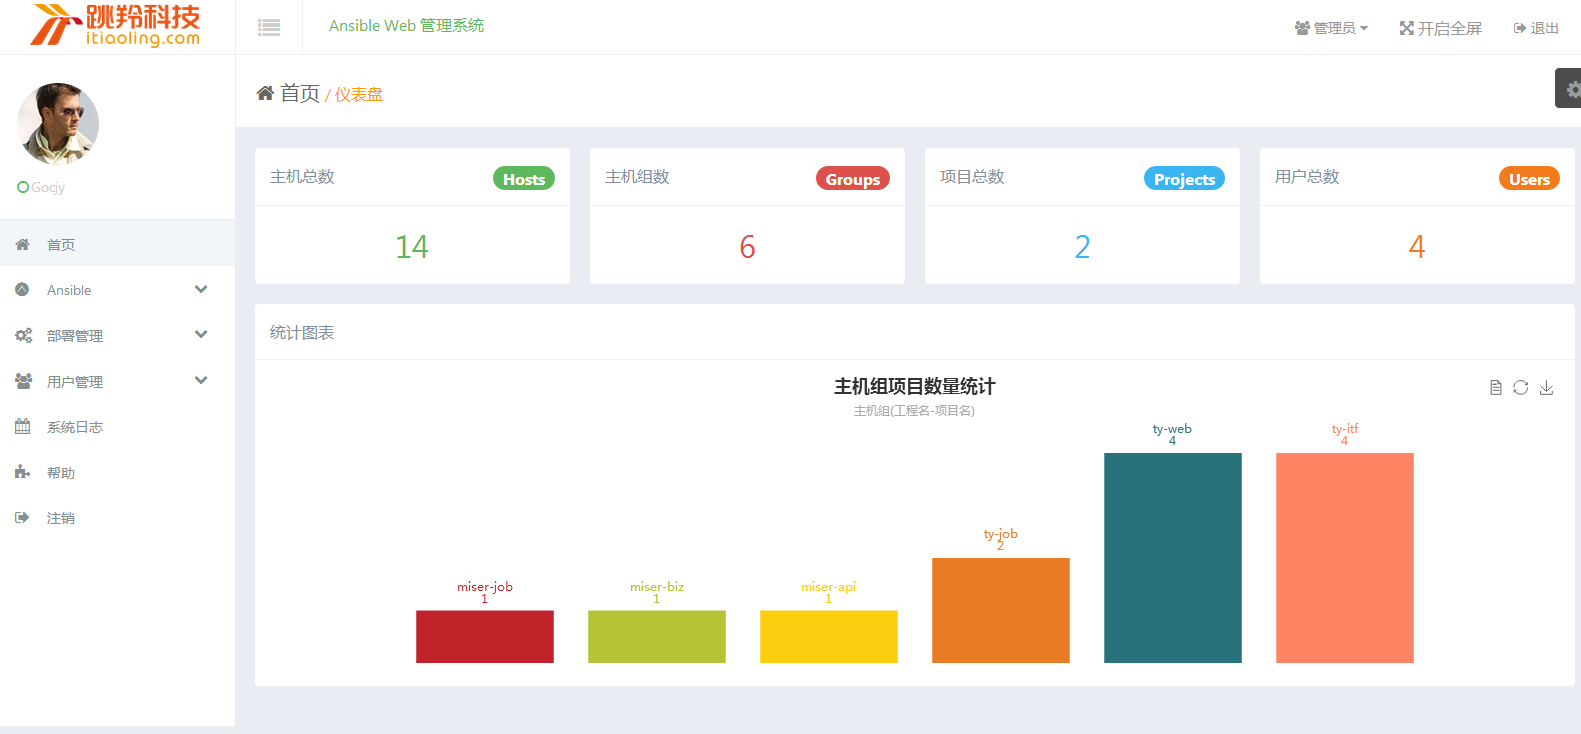 跳羚科技
itiaoling.com
Ansible Web 管理系统
管理员
开启全屏
退出
Gocjy
首页
Ansible
部署管理
用户管理
系统日志
帮助
注销
首页 / 仪表盘
主机总数 Hosts
14
主机组数 Groups
6
项目总数 Projects
2
用户总数 Users
4
统计图表
主机组项目数量统计
主机组(工程名-项目名)
miser-job
1
miser-biz
1
miser-api
1
ty-job
2
ty-web
4
ty-itf
4